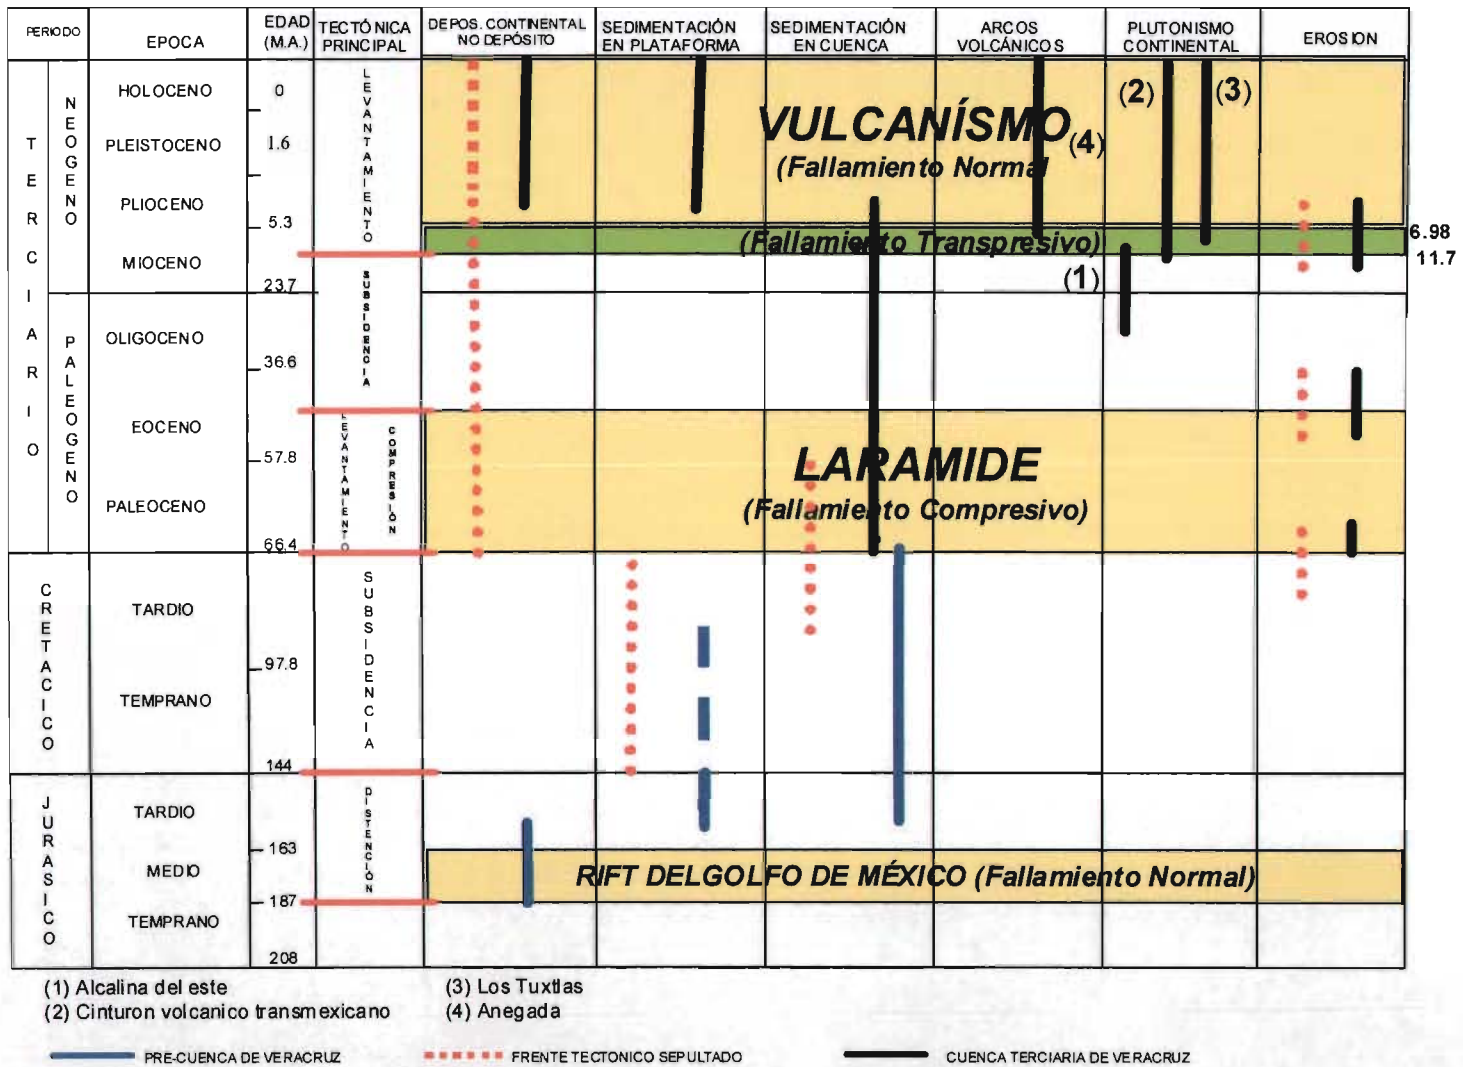 PERIODO
EPOCA
EDAD
(M.A.)
TECTÓNICA
PRINCIPAL
DEPOS. CONTINENTAL
NO DEPÓSITO
SEDIMENTACIÓN
EN PLATAFORMA
SEDIMENTACIÓN
EN CUENCA
ARCOS
VOLCÁNICOS
PLUTONISMO
CONTINENTAL
EROSION
TERCIARIO
NEOGENO
HOLOCENO
0
PLEISTOCENO
1.6
PLIOCENO
5.3
MIOCENO
23.7
LEVANTAMIENTO
VULCANÍSMO
(4)
(Fallamiento Normal
(2)
(3)
(Fallamiento Transpresivo)
6.98
11.7
(1)
PALEOGENO
OLIGOCENO
36.6
EOCENO
57.8
PALEOCENO
66.4
SUBSIDENCIA
LEVANTAMIENTO
COMPRESIÓN
LARAMIDE
(Fallamiento Compresivo)
CRETACICO
TARDIO
97.8
TEMPRANO
144
SUBSIDENCIA
JURASICO
TARDIO
163
MEDIO
187
TEMPRANO
208
DISTENCIÓN
RIFT DELGOLFO DE MÉXICO (Fallamiento Normal)
(1) Alcalina del este
(2) Cinturon volcanico transmexicano
(3) Los Tuxtlas
(4) Anegada
PRE-CUENCA DE VERACRUZ
FRENTE TECTONICO SEPULTADO
CUENCA TERCIARIA DE VERACRUZ